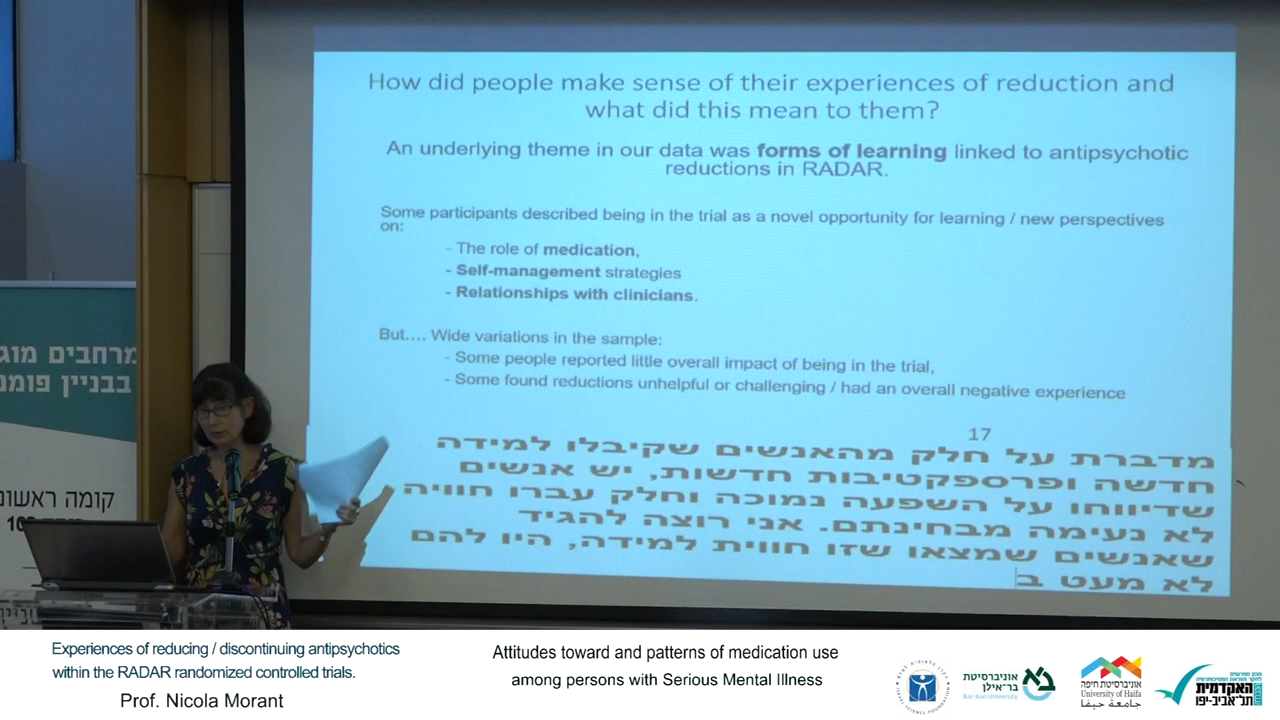 How did people make sense of their experiences of reduction and
what did this mean to them?
An underlying theme in our data was forms of learning linked to antipsychotic
reductions in RADAR.
Some participants described being in the trial as a novel opportunity for learning / new perspectives
on:
- The role of medication,
- Self-management strategies
- Relationships with clinicians.
But.... Wide variations in the sample:
- Some people reported little overall impact of being in the trial,
- Some found reductions unhelpful or challenging / had an overall negative experience
17
מדברת על חלק מהאנשים שקיבלו למידה
חדשה ופרספקטיבות חדשות, יש אנשים
שדיווחו על השפעה נמוכה וחלק עברו חוויה
לא נעימה מבחינתם. אני רוצה להגיד
שאנשים שמצאו שזו חווית למידה, היו להם
לא מעט ב
מרחבים מוג
בבניין פומ
קומה ראשונ
Experiences of reducing / discontinuing antipsychotics
within the RADAR randomized controlled trials.
Prof. Nicola Morant
Attitudes toward and patterns of medication use
among persons with Serious Mental Illness
אוניברסיטת
בר־אילן
Bar-Ilan University
אוניברסיטת חיפה
University of Haifa
جامعة حيفا
האקדמית
תל־אביב-יפו